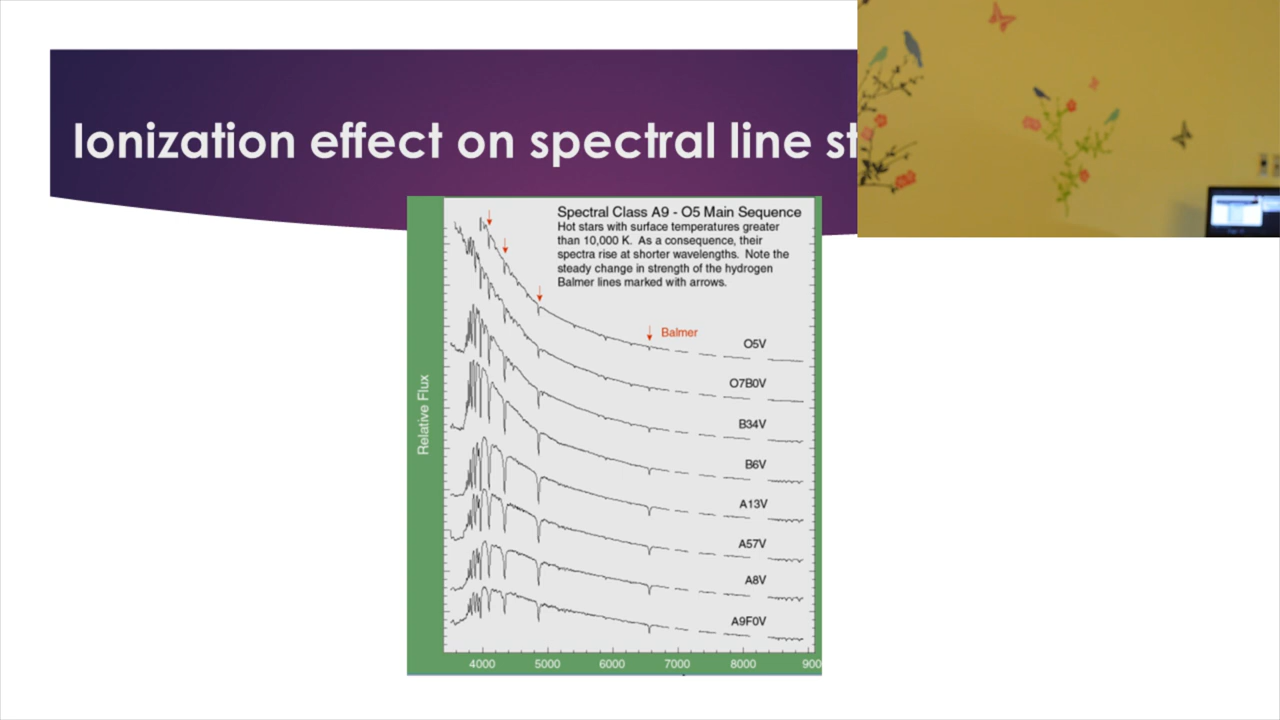 Ionization effect on spectral line st
Spectral Class A9 - O5 Main Sequence
Hot stars with surface temperatures greater
than 10,000 K.  As a consequence, their
spectra rise at shorter wavelengths.  Note the
steady change in strength of the hydrogen
Balmer lines marked with arrows.
Balmer
O5V
O7B0V
B34V
B6V
A13V
A57V
A8V
A9F0V
Relative Flux
4000 5000 6000 7000 8000 900